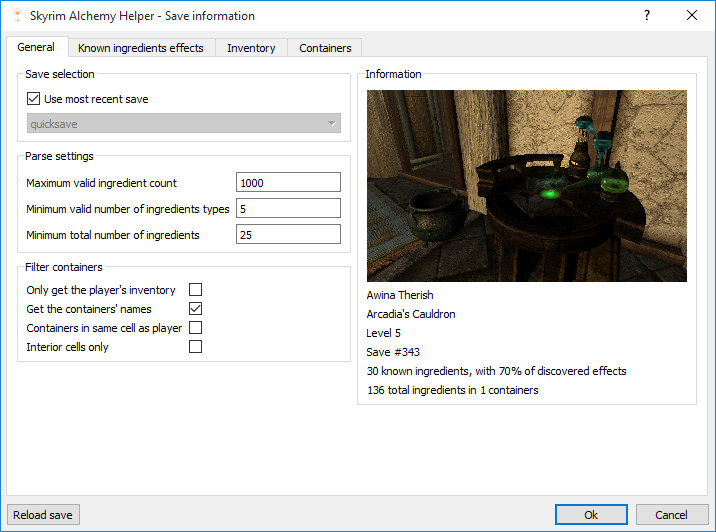 Skyrim Alchemy Helper - Save information
?
General
Known ingredients effects
Inventory
Containers
Save selection
Use most recent save
quicksave
Parse settings
Maximum valid ingredient count
1000
Minimum valid number of ingredients types
5
Minimum total number of ingredients
25
Filter containers
Only get the player's inventory
Get the containers' names
Containers in same cell as player
Interior cells only
Information
Awina Therish
Arcadia's Cauldron
Level 5
Save #343
30 known ingredients, with 70% of discovered effects
136 total ingredients in 1 containers
Reload save
Ok
Cancel